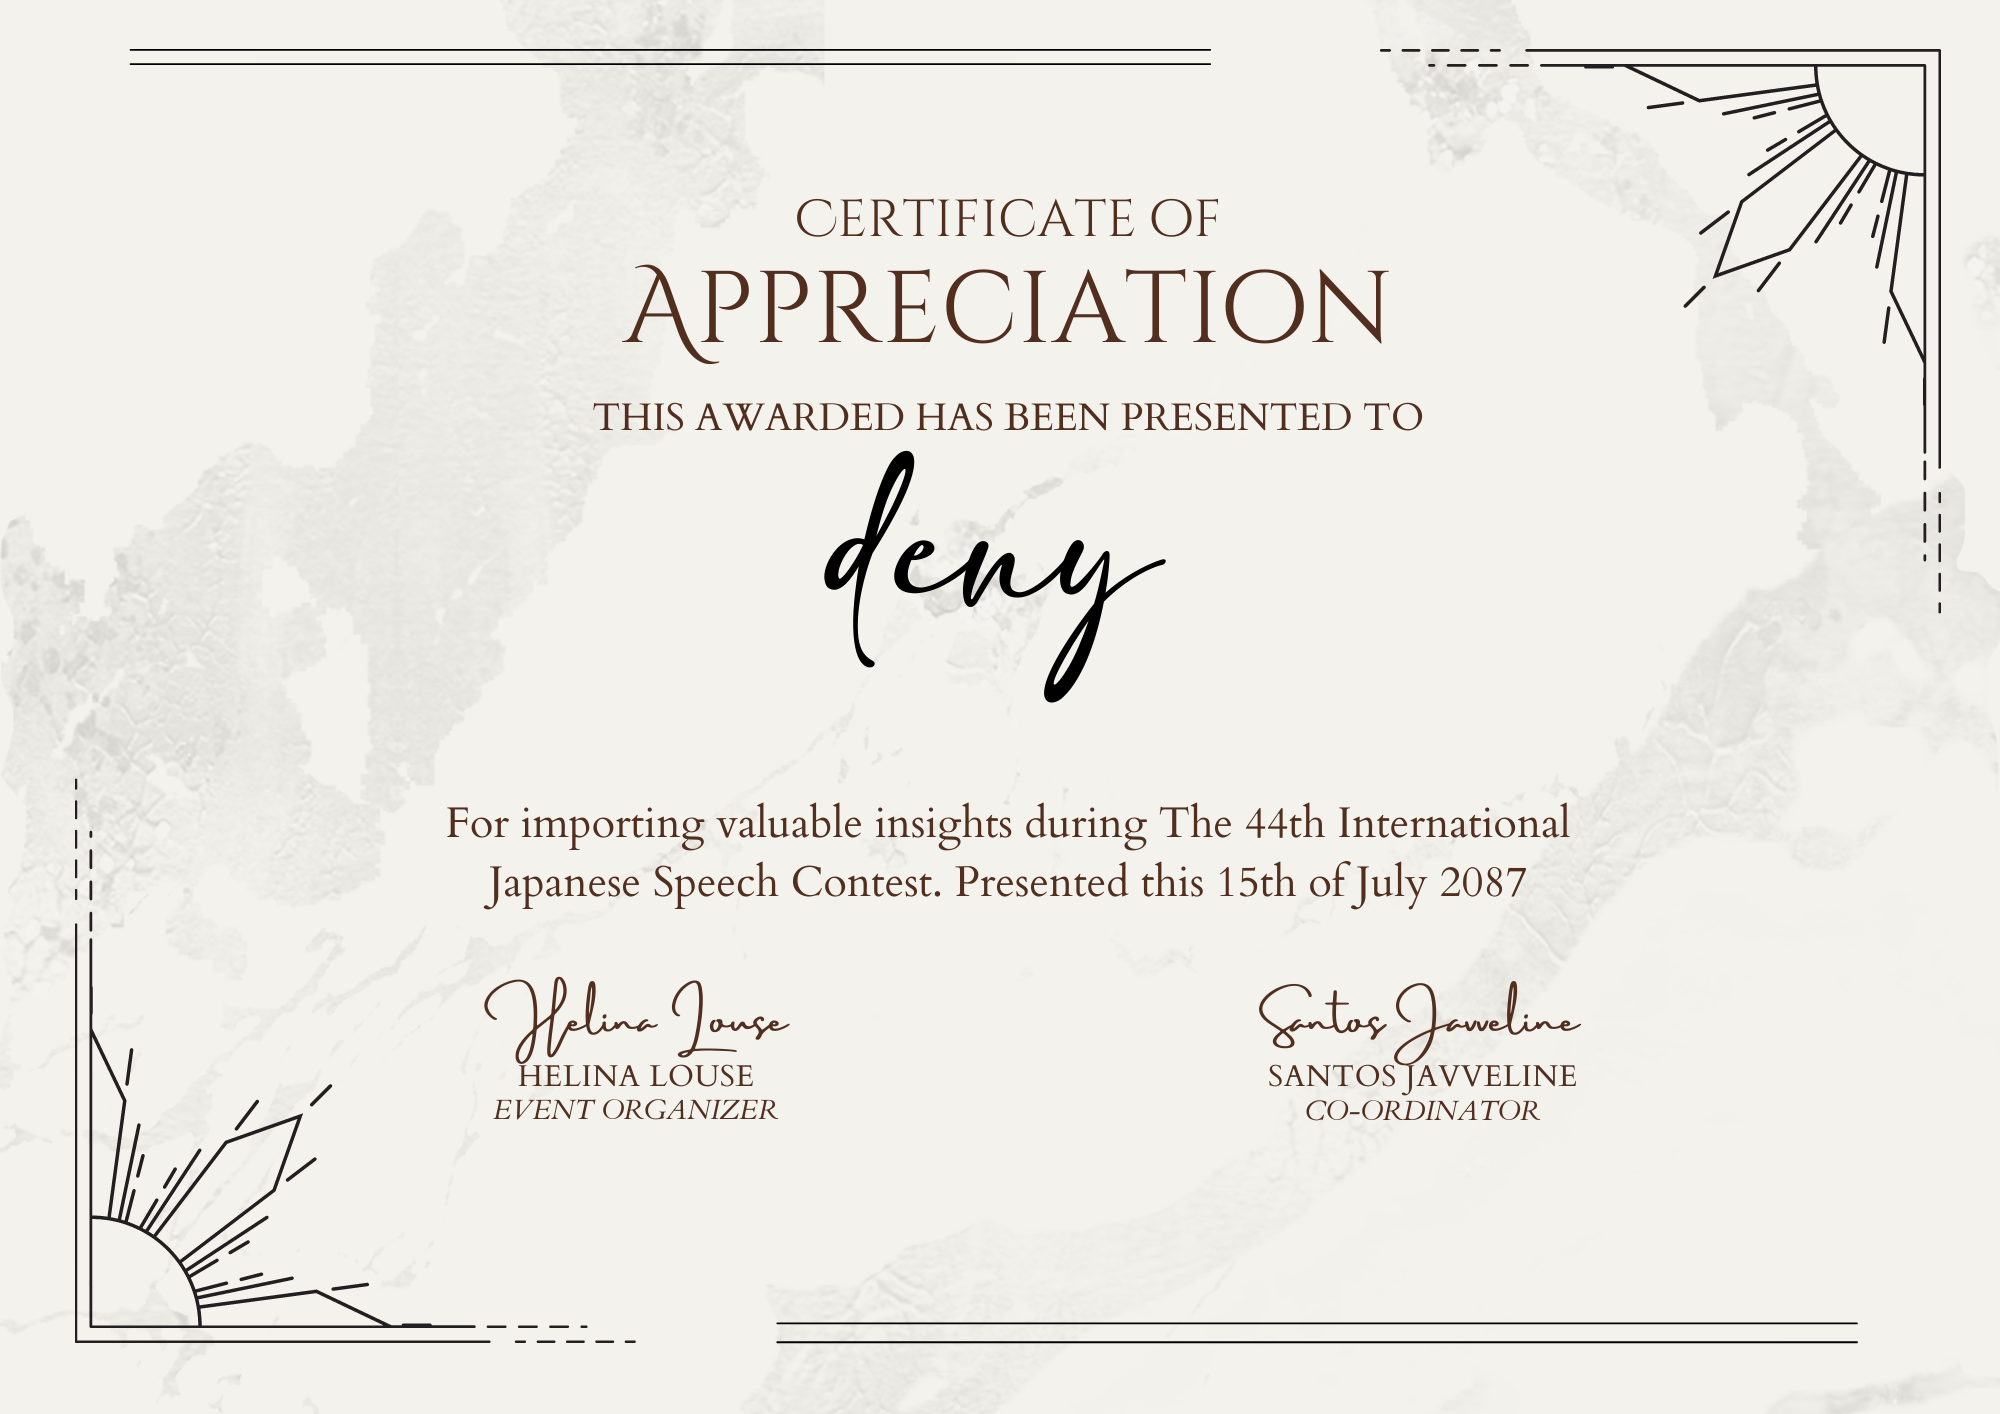 CERTIFICATE OF
APPRECIATION
THIS AWARDED HAS BEEN PRESENTED TO
deny
For importing valuable insights during The 44th International
Japanese Speech Contest. Presented this 15th of July 2087
Helina Louse
HELINA LOUSE
EVENT ORGANIZER
Santos Javveline
SANTOS JAVVELINE
CO-ORDINATOR